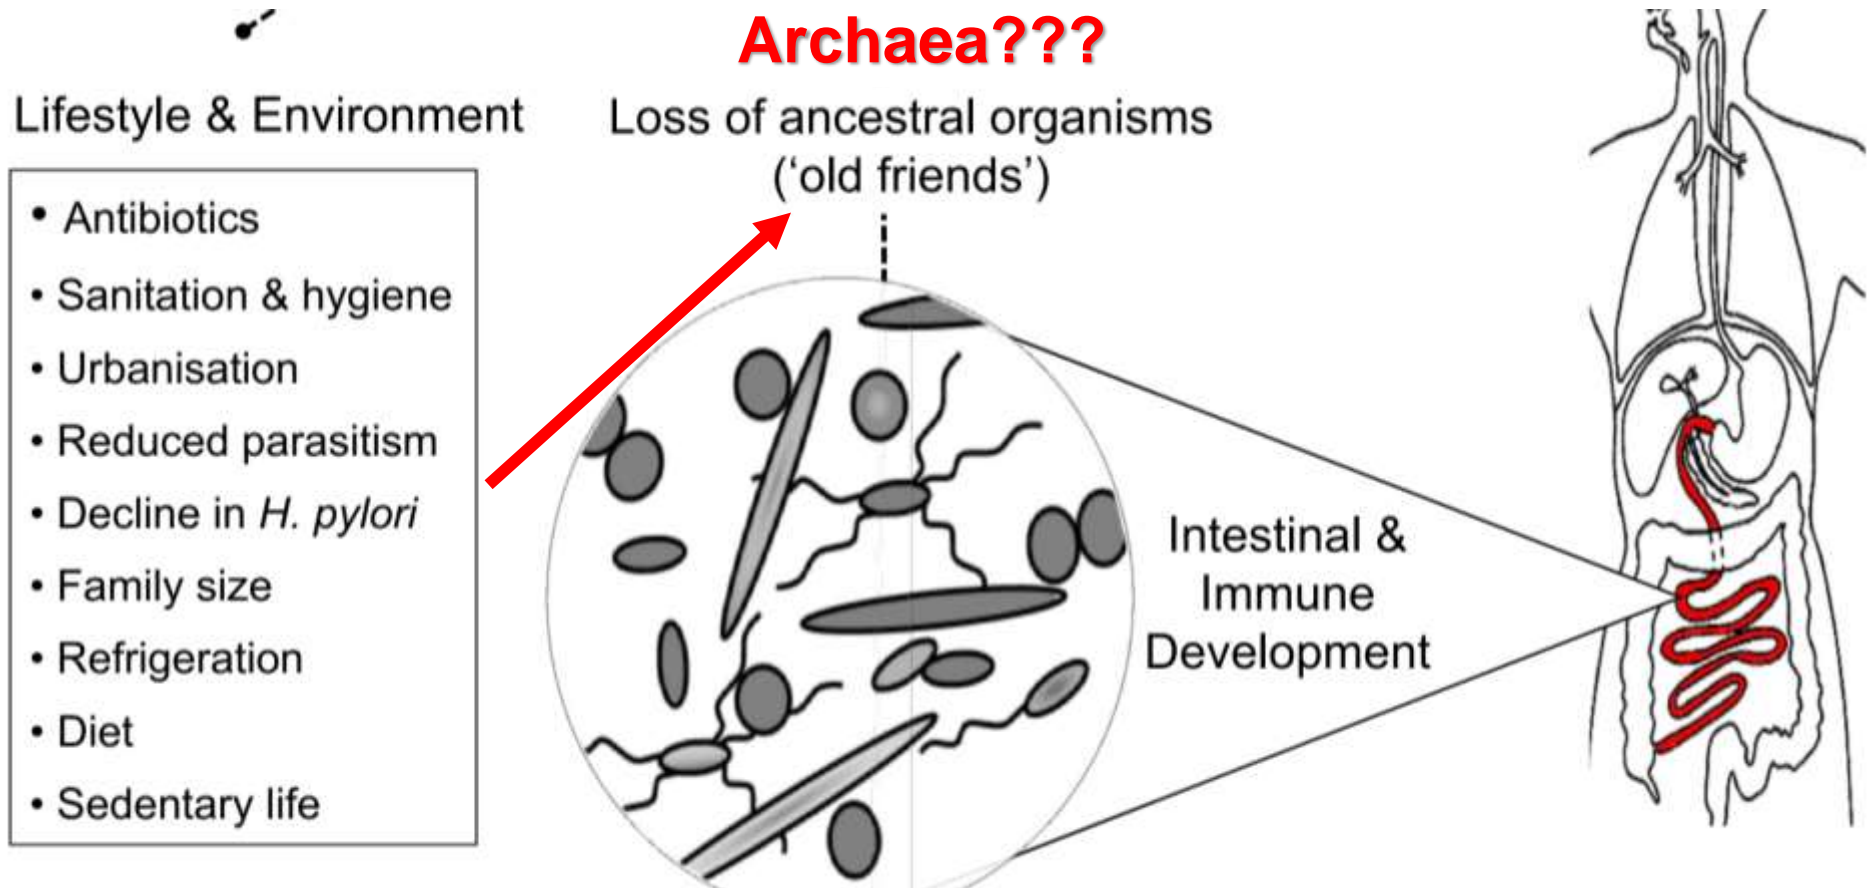 Archaea???
Lifestyle & Environment
Loss of ancestral organisms
(‘old friends’)
• Antibiotics
• Sanitation & hygiene
• Urbanisation
• Reduced parasitism
• Decline in H. pylori
• Family size
• Refrigeration
• Diet
• Sedentary life
Intestinal &
Immune
Development